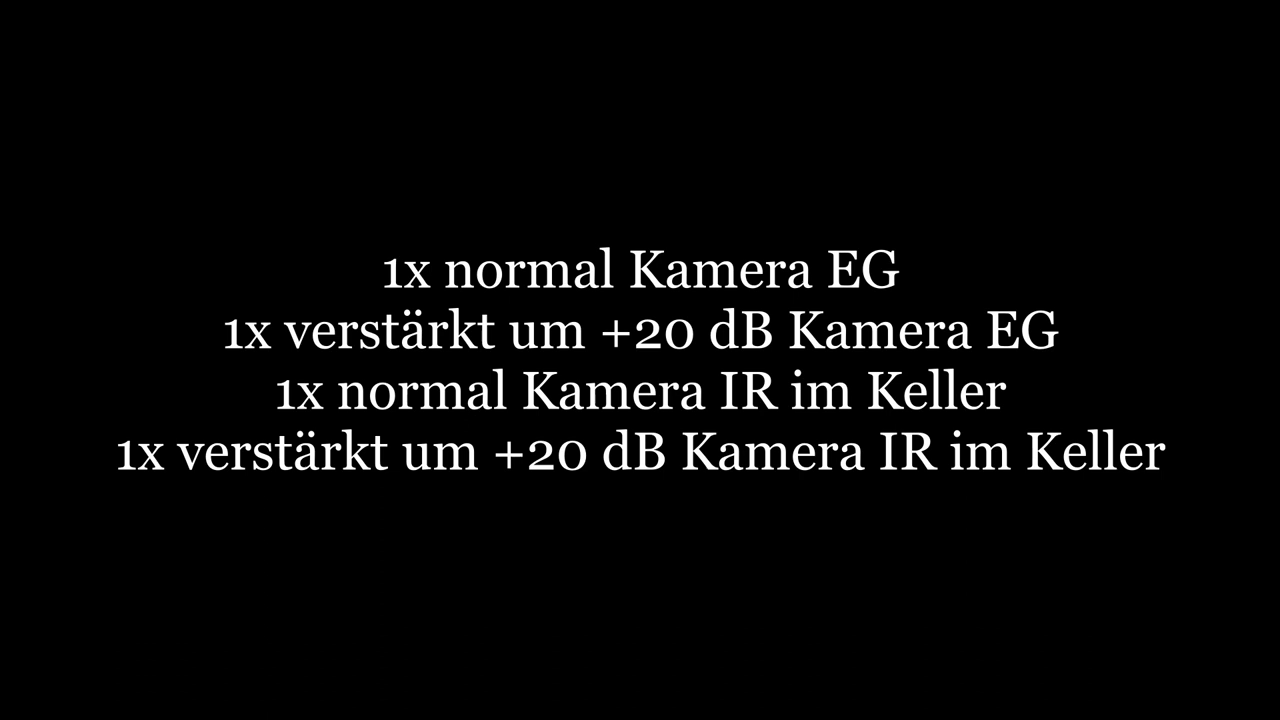 1x normal Kamera EG
1x verstärkt um +20 dB Kamera EG
1x normal Kamera IR im Keller
1x verstärkt um +20 dB Kamera IR im Keller